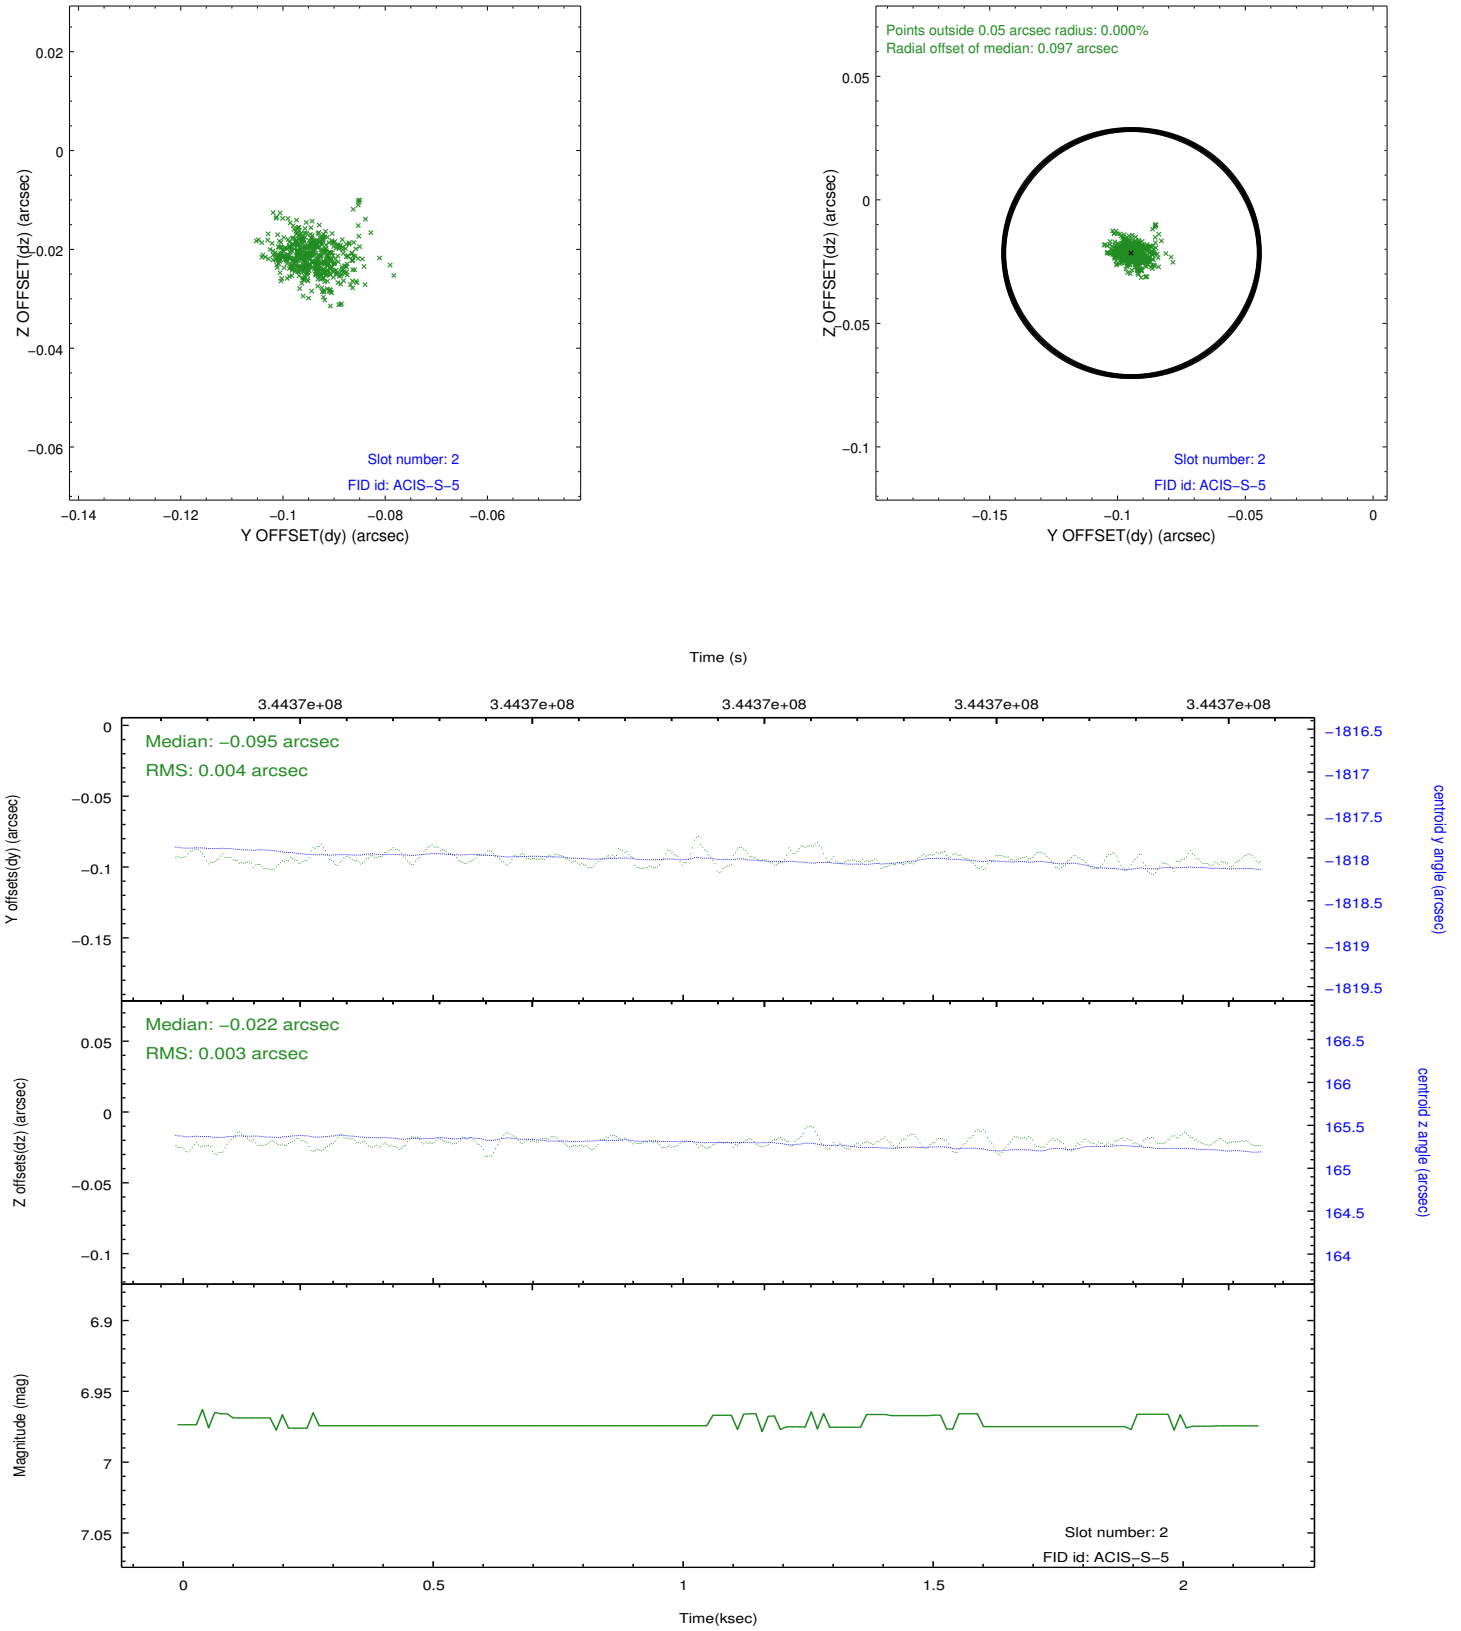 0.02
0
−0.02
−0.04
−0.06
Z OFFSET(dz) (arcsec)
−0.14
−0.12
−0.1
−0.08
−0.06
Y OFFSET(dy) (arcsec)
Slot number: 2
FID id: ACIS−S−5
Points outside 0.05 arcsec radius: 0.000%
Radial offset of median: 0.097 arcsec
0.05
0
−0.05
−0.1
Z OFFSET(dz) (arcsec)
−0.15
−0.1
−0.05
0
Y OFFSET(dy) (arcsec)
Slot number: 2
FID id: ACIS−S−5
Time (s)
3.4437e+08
3.4437e+08
3.4437e+08
3.4437e+08
3.4437e+08
Median: −0.095 arcsec
RMS: 0.004 arcsec
0
−0.05
−0.1
−0.15
Y offsets(dy) (arcsec)
−1816.5
−1817
−1817.5
−1818
−1818.5
−1819
−1819.5
centroid y angle (arcsec)
Median: −0.022 arcsec
RMS: 0.003 arcsec
0.05
0
−0.05
−0.1
Z offsets(dz) (arcsec)
166.5
166
165.5
165
164.5
164
centroid z angle (arcsec)
6.9
6.95
7
7.05
Magnitude (mag)
Slot number: 2
FID id: ACIS−S−5
0
0.5
1
1.5
2
Time(ksec)